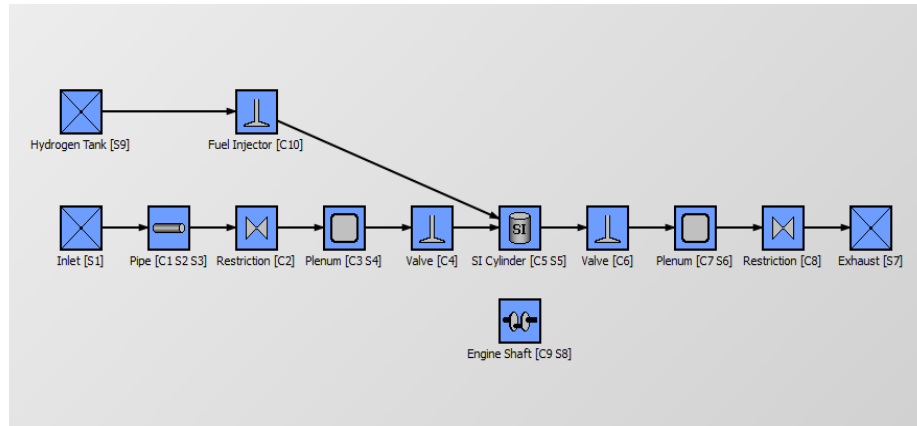 Hydrogen Tank [S9]
Fuel Injector [C10]
Inlet [S1]
Pipe [C1 S2 S3]
Restriction [C2]
Plenum [C3 S4]
Valve [C4]
SI
SI Cylinder [C5 S5]
Valve [C6]
Plenum [C7 S6]
Restriction [C8]
Exhaust [S7]
Engine Shaft [C9 S8]